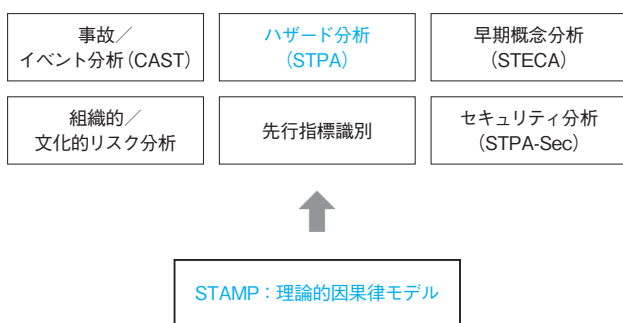 事故／
イベント分析（CAST）
ハザード分析
（STPA）
早期概念分析
（STECA）
組織的／
文化的リスク分析
先行指標識別
セキュリティ分析
（STPA-Sec）
STAMP：理論的因果律モデル